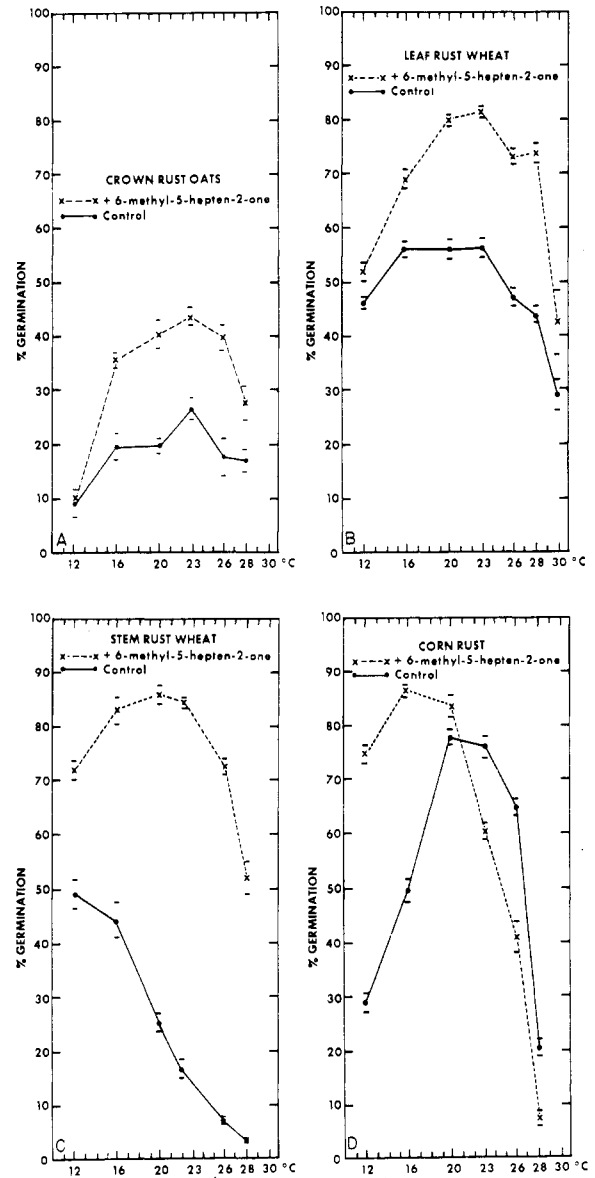 100
90
80
70
60
50
40
30
20
10
0
% GERMINATION
CROWN RUST OATS
x---x + 6-methyl-5-hepten-2-one
Control
A
12 16 20 23 26 28 30 °C
100
90
80
70
60
50
40
30
20
10
0
% GERMINATION
LEAF RUST WHEAT
x---x + 6-methyl-5-hepten-2-one
Control
B
12 16 20 23 26 28 30 °C
100
90
80
70
60
50
40
30
20
10
0
% GERMINATION
STEM RUST WHEAT
x---x + 6-methyl-5-hepten-2-one
Control
C
12 16 20 23 26 28 30 °C
100
90
80
70
60
50
40
30
20
10
0
% GERMINATION
CORN RUST
x---x + 6-methyl-5-hepten-2-one
Control
D
12 16 20 23 26 28 30 °C